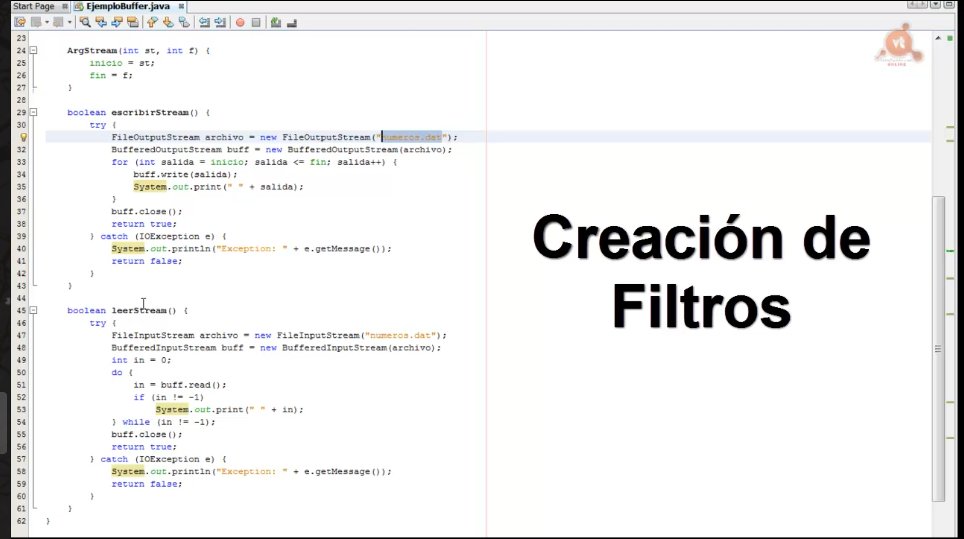 Start Page
EjemploBuffer.java
23
24 ArgStream(int st, int f) {
25 inicio = st;
26 fin = f;
27 }
28
29 boolean escribirStream() {
30 try {
FileOutputStream archivo = new FileOutputStream("numeros.dat");
32 BufferedOutputStream buff = new BufferedOutputStream(archivo);
33 for (int salida = inicio; salida <= fin; salida++) {
34 buff.write(salida);
35 System.out.print(" " + salida);
36 }
37 buff.close();
38 return true;
39 } catch (IOException e) {
40 System.out.println("Exception: " + e.getMessage());
41 return false;
42 }
43 }
44
45 boolean leerStream() {
46 try {
47 FileInputStream archivo = new FileInputStream("numeros.dat");
48 BufferedInputStream buff = new BufferedInputStream(archivo);
49 int in = 0;
50 do {
51 in = buff.read();
52 if (in != -1)
53 System.out.print(" " + in);
54 } while (in != -1);
55 buff.close();
56 return true;
57 } catch (IOException e) {
58 System.out.println("Exception: " + e.getMessage());
59 return false;
60 }
61 }
62 }
vt
ONLINE
Creación de
Filtros